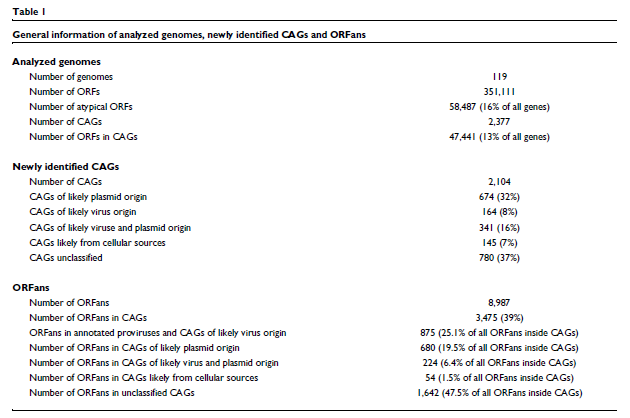 Table 1
General information of analyzed genomes, newly identified CAGs and ORFans
Analyzed genomes
Number of genomes 119
Number of ORFs 351,111
Number of atypical ORFs 58,487 (16% of all genes)
Number of CAGs 2,377
Number of ORFs in CAGs 47,441 (13% of all genes)
Newly identified CAGs
Number of CAGs 2,104
CAGs of likely plasmid origin 674 (32%)
CAGs of likely virus origin 164 (8%)
CAGs of likely viruse and plasmid origin 341 (16%)
CAGs likely from cellular sources 145 (7%)
CAGs unclassified 780 (37%)
ORFans
Number of ORFans 8,987
Number of ORFans in CAGs 3,475 (39%)
ORFans in annotated proviruses and CAGs of likely virus origin 875 (25.1% of all ORFans inside CAGs)
Number of ORFans in CAGs of likely plasmid origin 680 (19.5% of all ORFans inside CAGs)
Number of ORFans in CAGs of likely virus and plasmid origin 224 (6.4% of all ORFans inside CAGs)
Number of ORFans in CAGs likely from cellular sources 54 (1.5% of all ORFans inside CAGs)
Number of ORFans in unclassified CAGs 1,642 (47.5% of all ORFans inside CAGs)